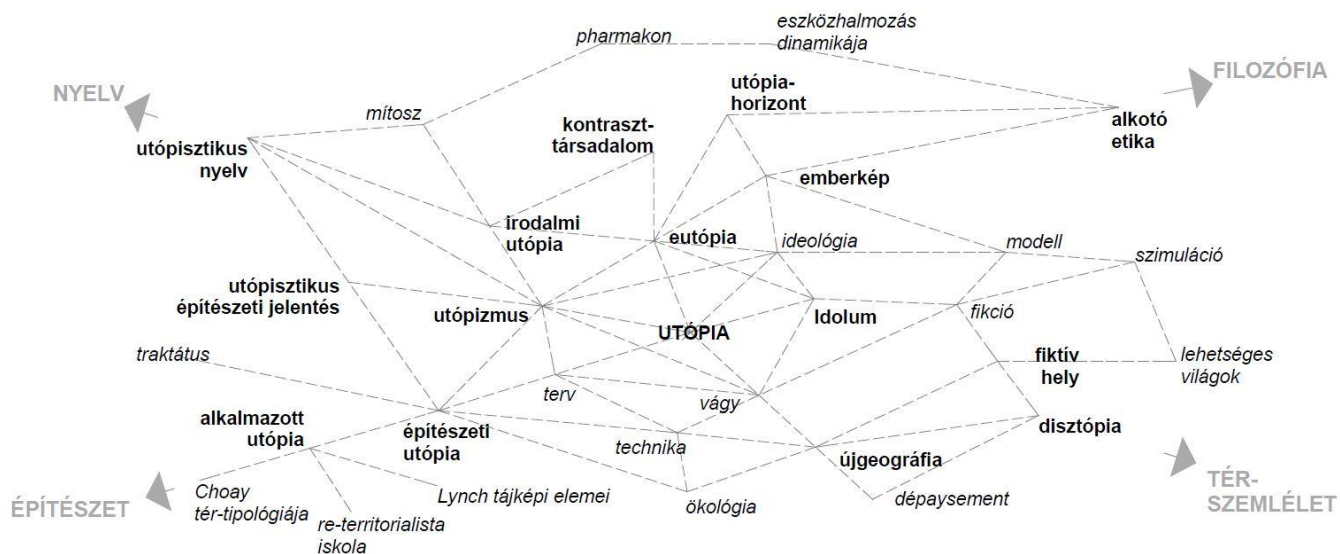 eszközhalmozás
dinamikája
pharmakon
FILOZÓFIA
NYELV
utópia-
horizont
mítosz
alkotó
etika
kontraszt-
társadalom
utópisztikus
nyelv
emberkép
irodalmi
utópia
eutópia
ideológia
modell
szimuláció
utópisztikus
építészeti jelentés
utópizmus
UTÓPIA
Idolum
fikció
traktátus
fiktív
hely
lehetséges
világok
terv
vágy
alkalmazott
utópia
építészeti
utópia
technika
disztópia
újgeográfia
TÉR-
SZEMLÉLET
ÉPÍTÉSZET
Choay
tér-tipológiája
Lynch tájképi elemei
ökológia
dépaysement
re-territorialista
iskola